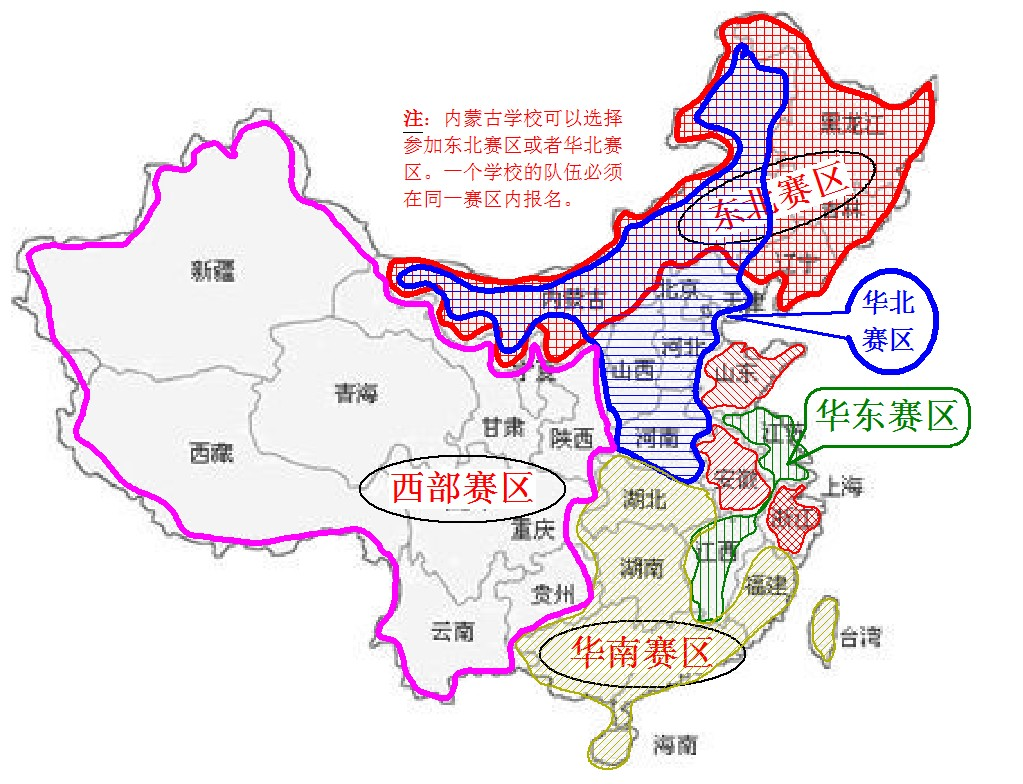 注：内蒙古学校可以选择
参加东北赛区或者华北赛
区。一个学校的队伍必须
在同一赛区内报名。
黑龙江
东北赛区
吉林
辽宁
新疆
内蒙古
北京
天津
华北
赛区
河北
山西
山东
宁夏
青海
甘肃
陕西
河南
江苏
华东赛区
西藏
西部赛区
安徽
上海
湖北
浙江
重庆
江西
湖南
福建
贵州
云南
华南赛区
台湾
海南